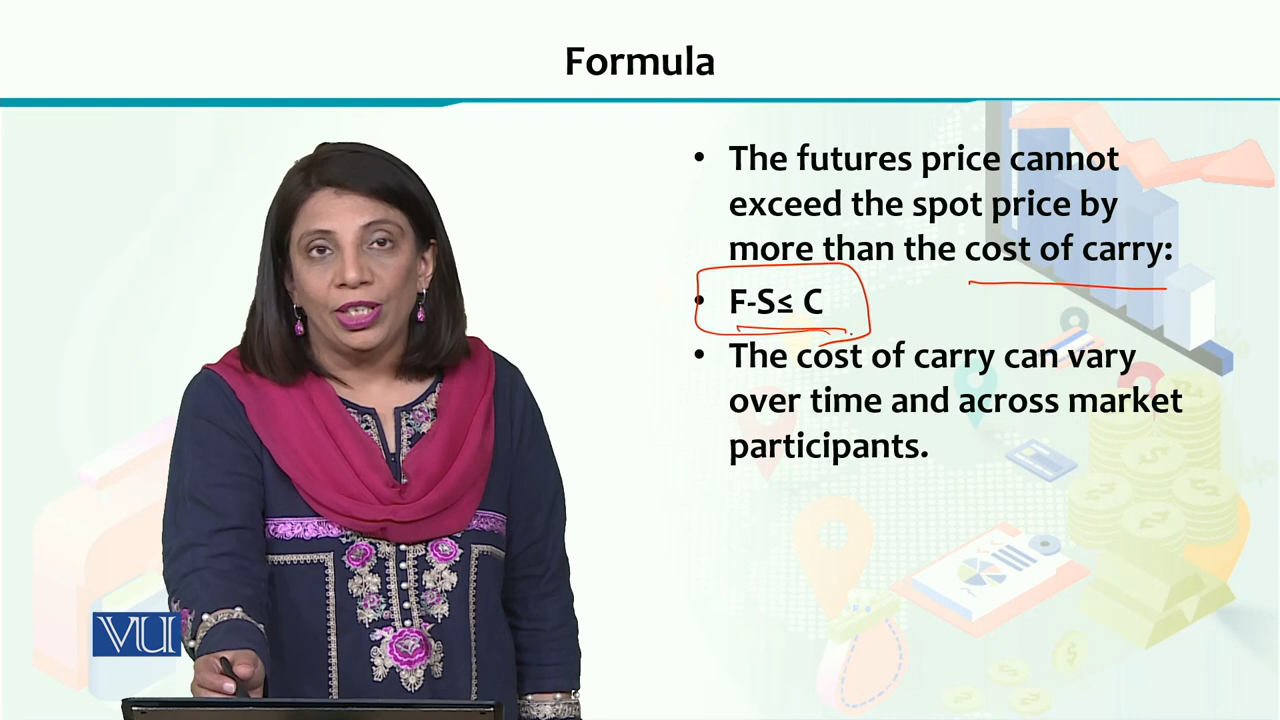 Formula
• The futures price cannot
exceed the spot price by
more than the cost of carry:
• F-S≤ C
• The cost of carry can vary
over time and across market
participants.
VU